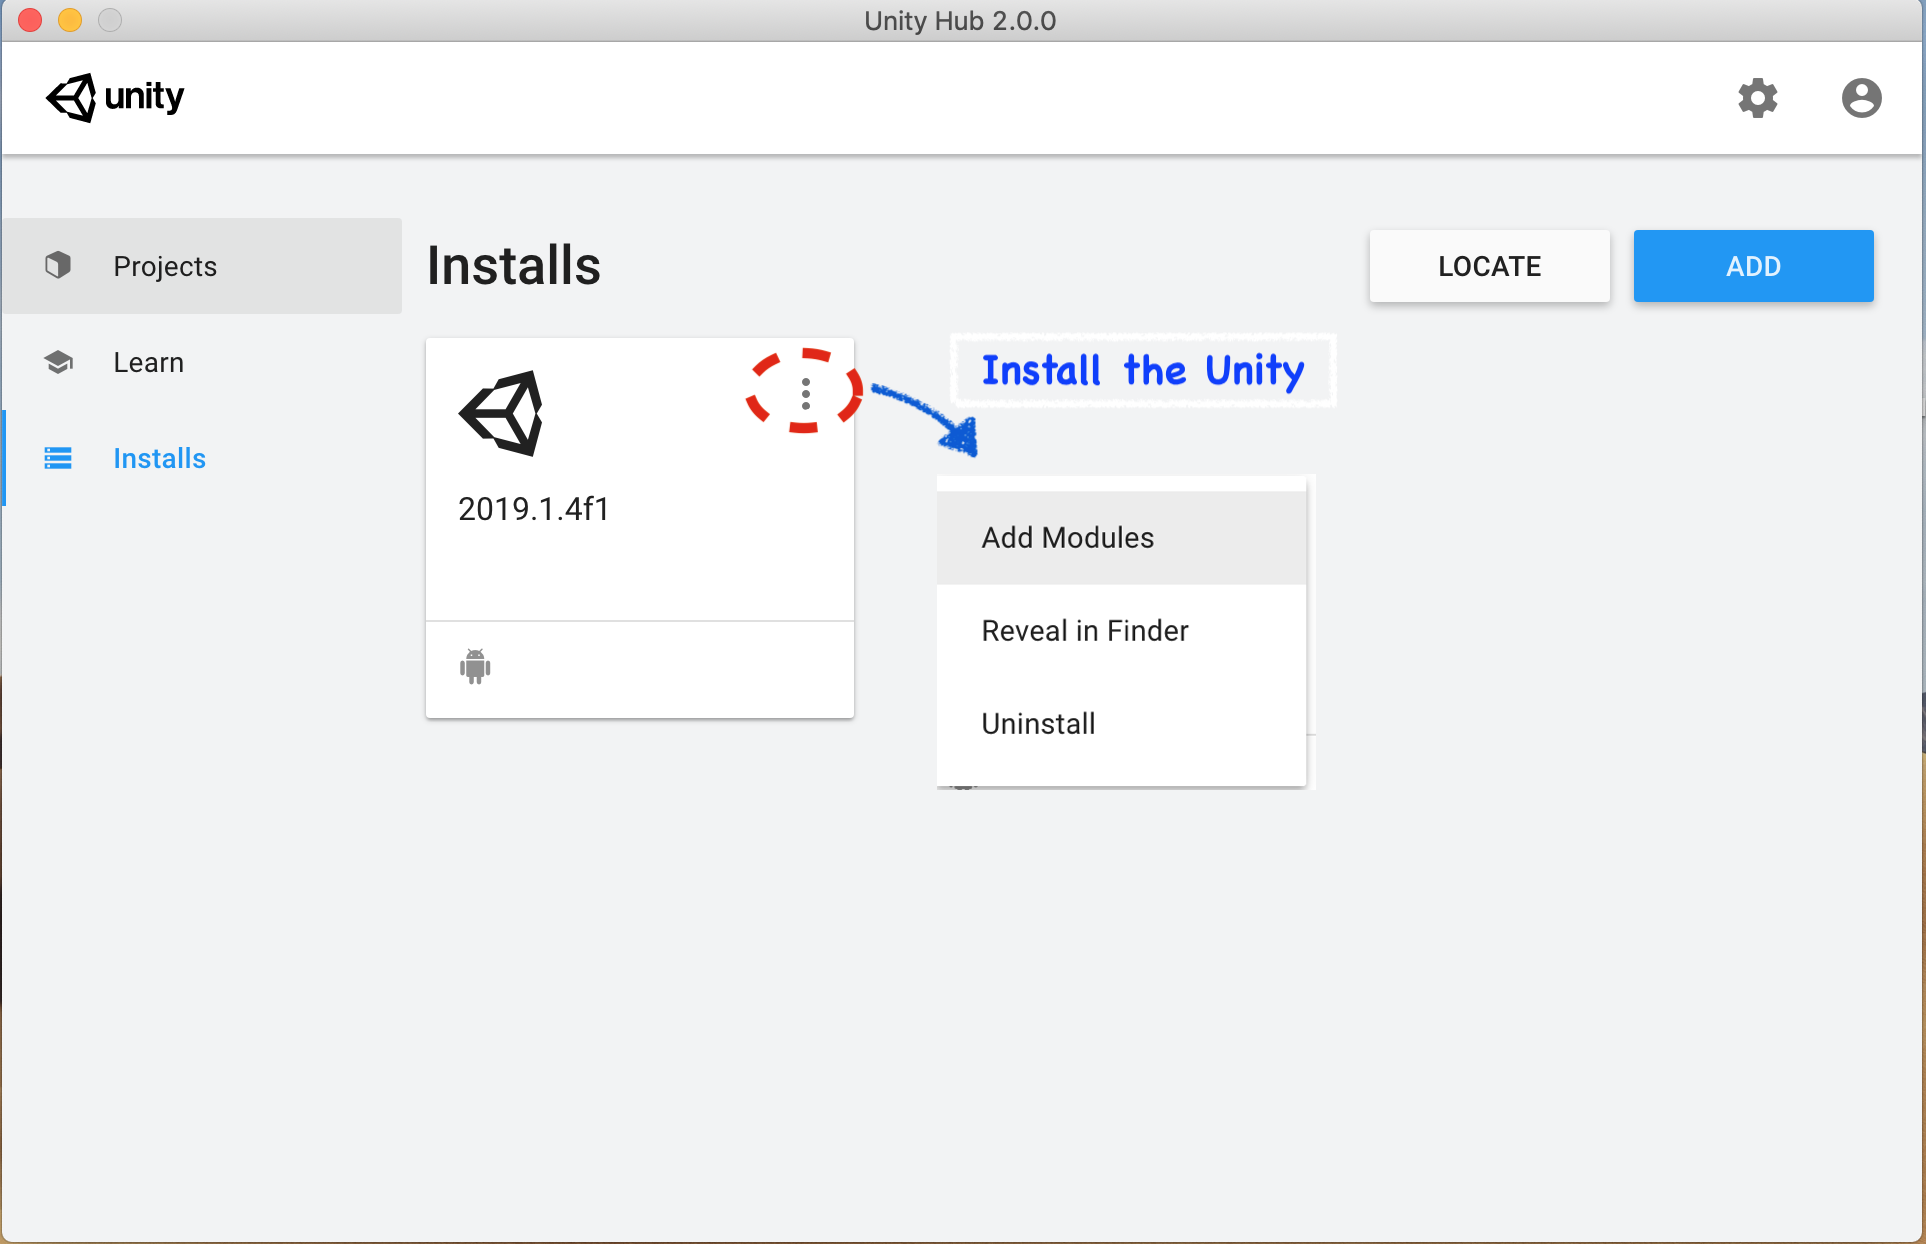 Unity Hub 2.0.0
unity
Projects
Learn
Installs
Installs
LOCATE
ADD
2019.1.4f1
Install the Unity
Add Modules
Reveal in Finder
Uninstall